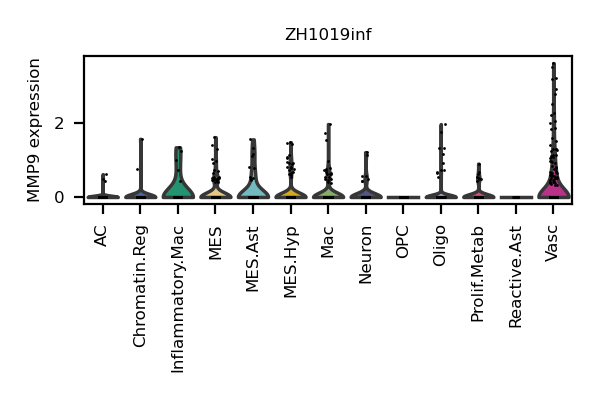 ZH1019inf
MMP9 expression
2
0
AC
Chromatin.Reg
Inflammatory.Mac
MES
MES.Ast
MES.Hyp
Mac
Neuron
OPC
Oligo
Prolif.Metab
Reactive.Ast
Vasc